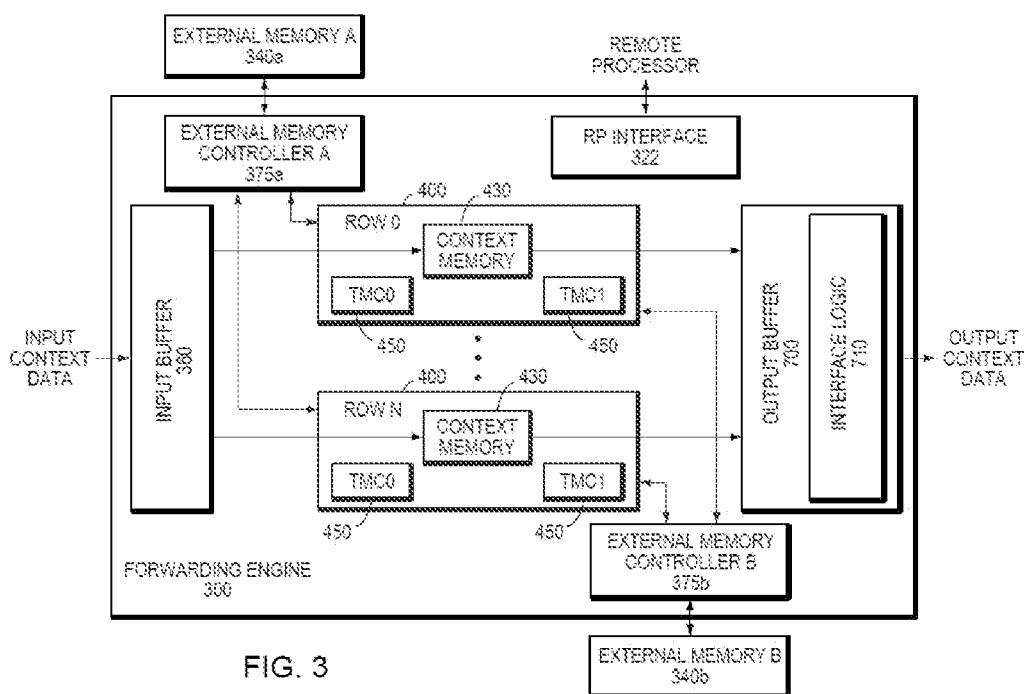 EXTERNAL MEMORY A
340a
REMOTE
PROCESSOR
EXTERNAL MEMORY
CONTROLLER A
375a
RP INTERFACE
322
400
430
ROW 0
CONTEXT
MEMORY
TMC0
TMC1
450
450
INPUT
CONTEXT
DATA
INPUT BUFFER
360
OUTPUT BUFFER
700
INTERFACE LOGIC
710
OUTPUT
CONTEXT
DATA
400
430
ROW N
CONTEXT
MEMORY
TMC0
TMC1
450
450
EXTERNAL MEMORY
CONTROLLER B
375b
FORWARDING ENGINE
300
EXTERNAL MEMORY B
340b
FIG. 3